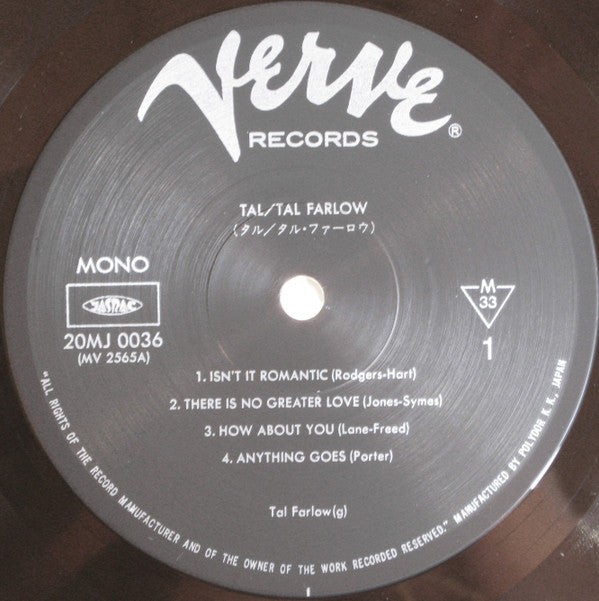 Verve
®
RECORDS
TAL/TAL FARLOW
(タル/タル・ファーロウ)
MONO
JASRAC
20MJ 0036
(MV 2565A)
M
33
1
1. ISN'T IT ROMANTIC (Rodgers-Hart)
2. THERE IS NO GREATER LOVE (Jones-Symes)
3. HOW ABOUT YOU (Lane-Freed)
4. ANYTHING GOES (Porter)
Tal Farlow(g)
"ALL RIGHTS OF THE RECORD MANUFACTURER AND OF THE OWNER OF THE WORK RECORDED RESERVED." MANUFACTURED BY POLYDOR K. K., JAPAN